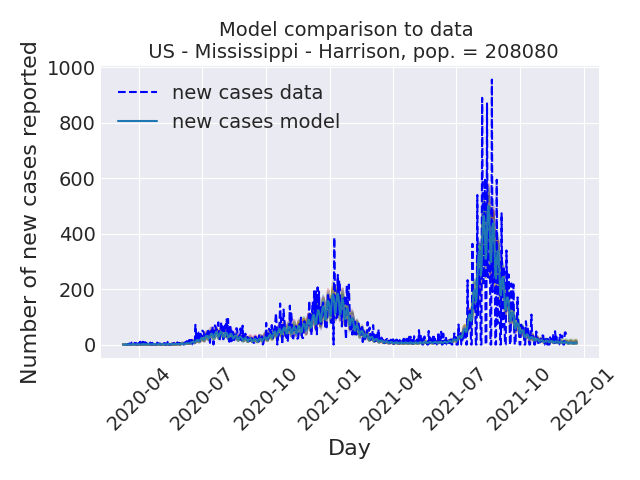 Model comparison to data
US - Mississippi - Harrison, pop. = 208080
Number of new cases reported
1000
800
600
400
200
0
new cases data
new cases model
2020-04
2020-07
2020-10
2021-01
2021-04
2021-07
2021-10
2022-01
Day